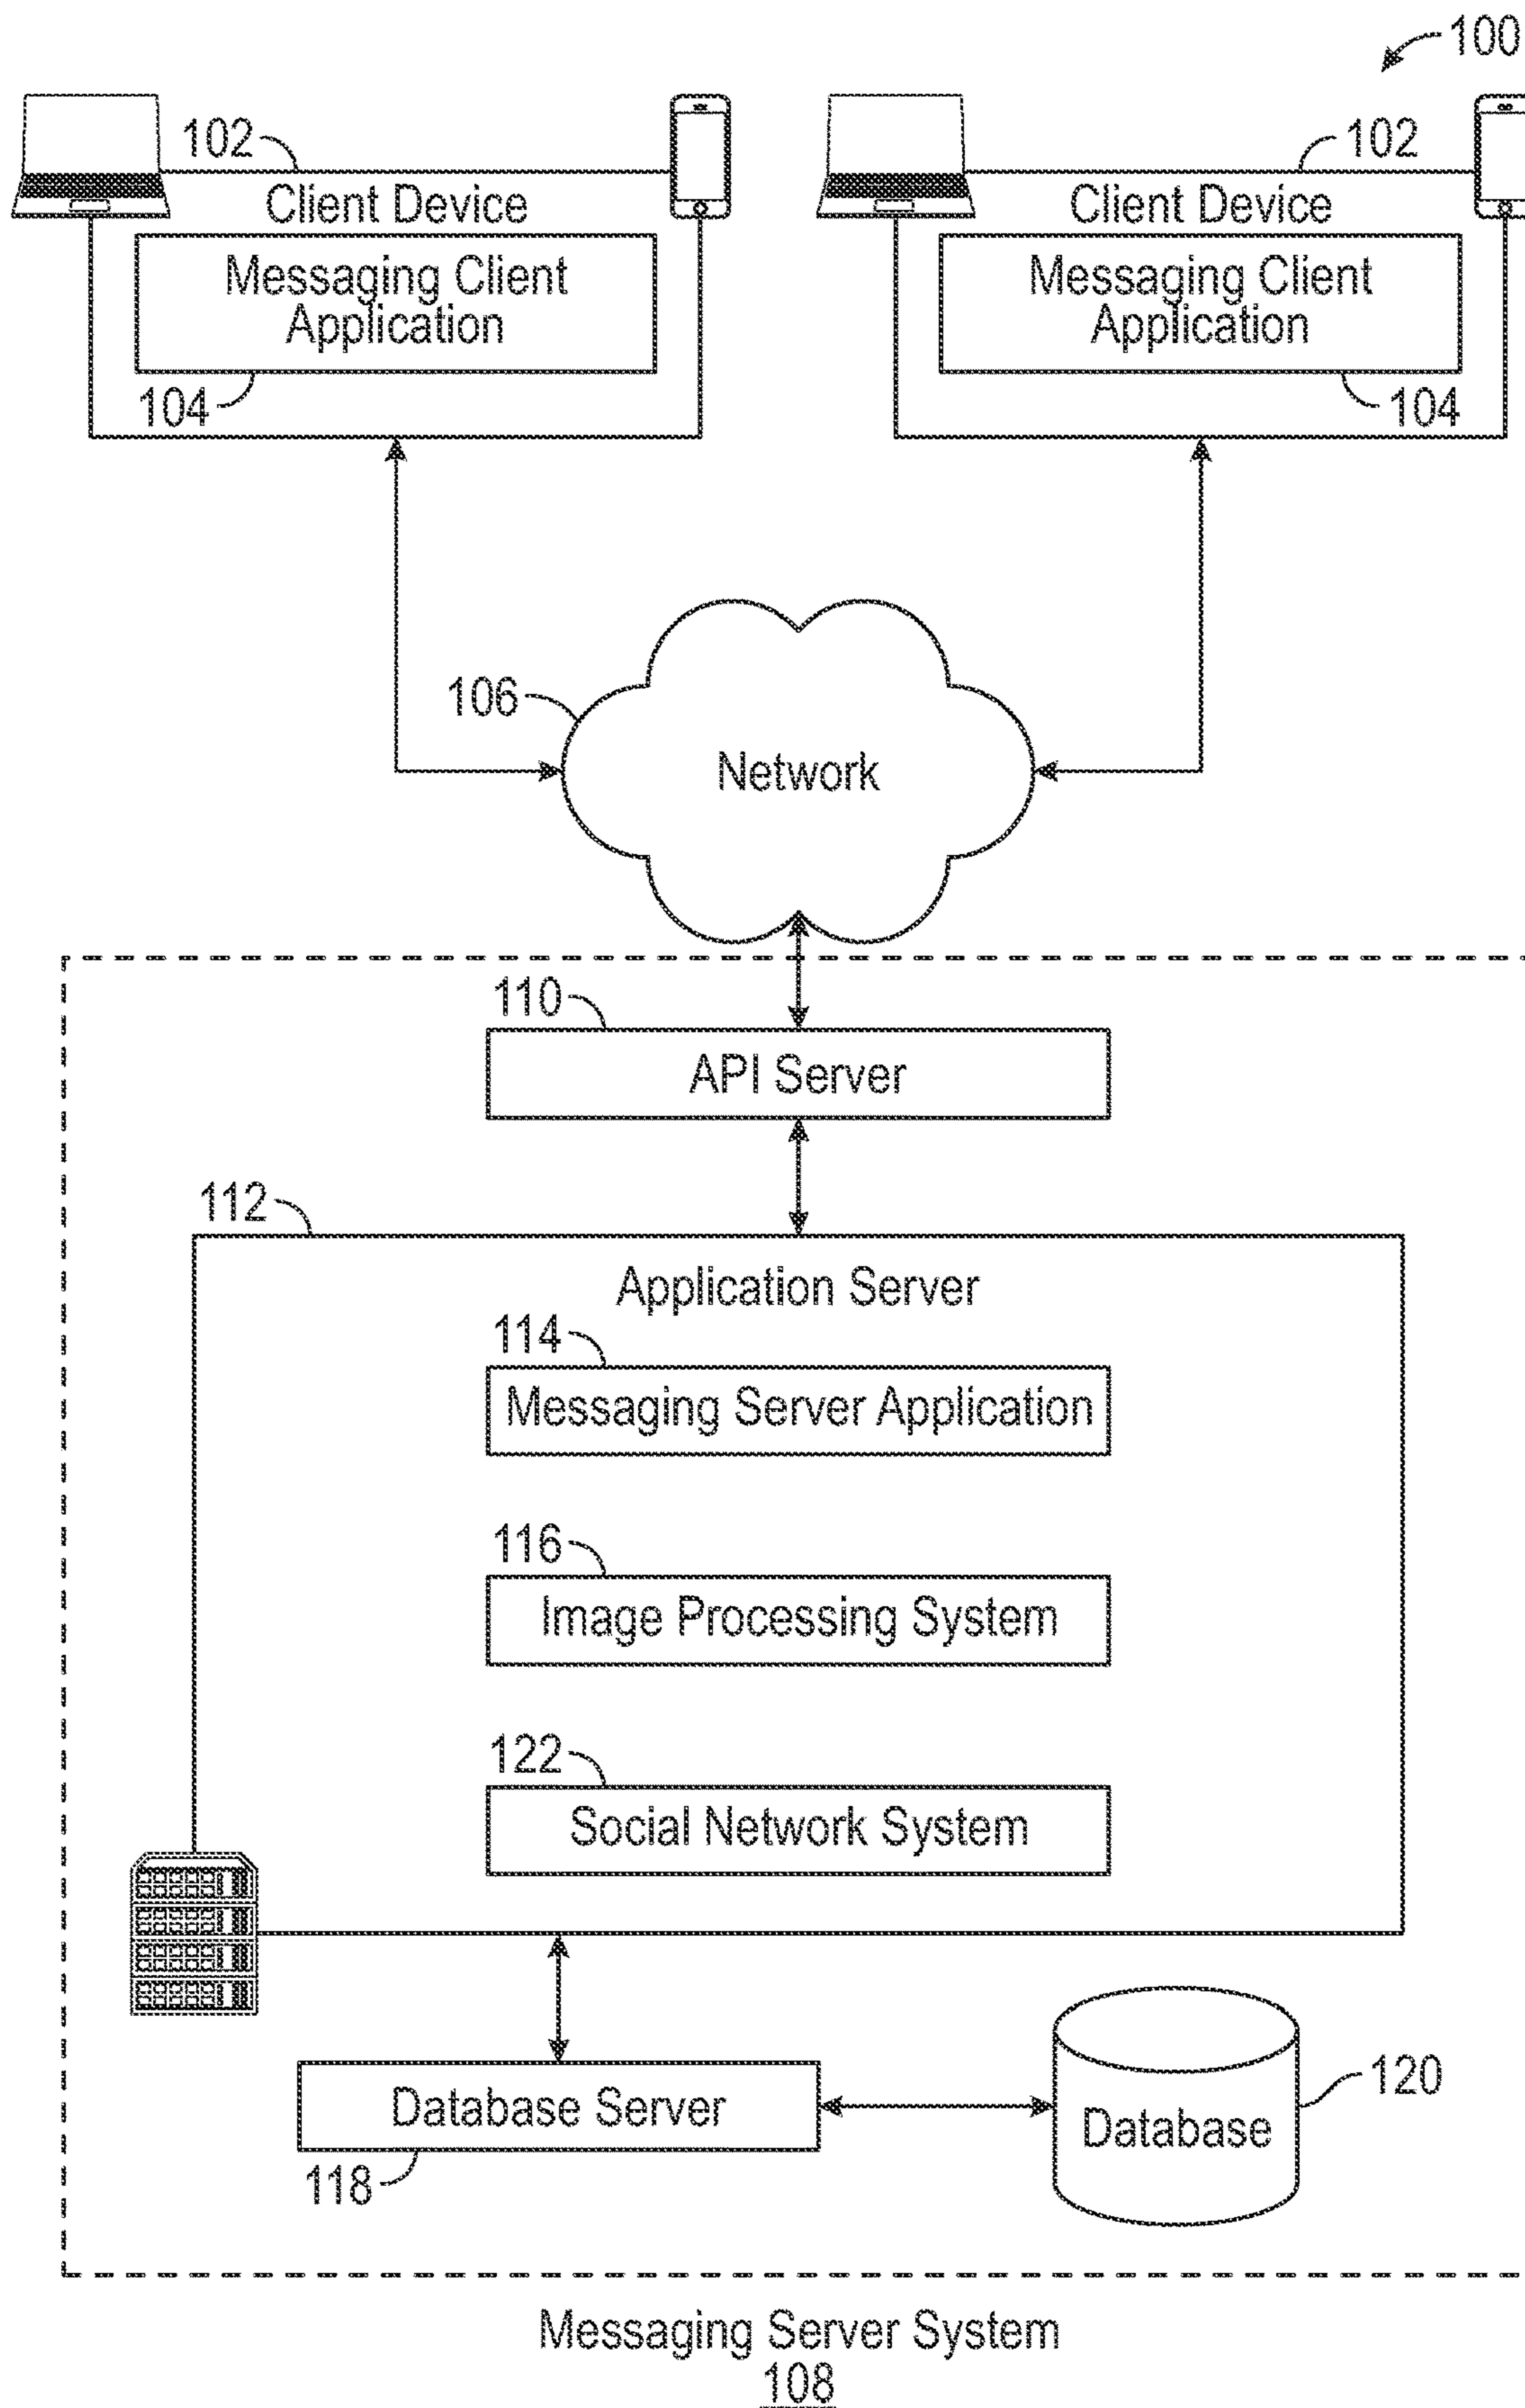 100
102
102
Client Device
Client Device
Messaging Client
Application
Messaging Client
Application
104
104
106
Network
110
API Server
112
Application Server
114
Messaging Server Application
116
Image Processing System
122
Social Network System
Database Server
118
Database
120
Messaging Server System
108